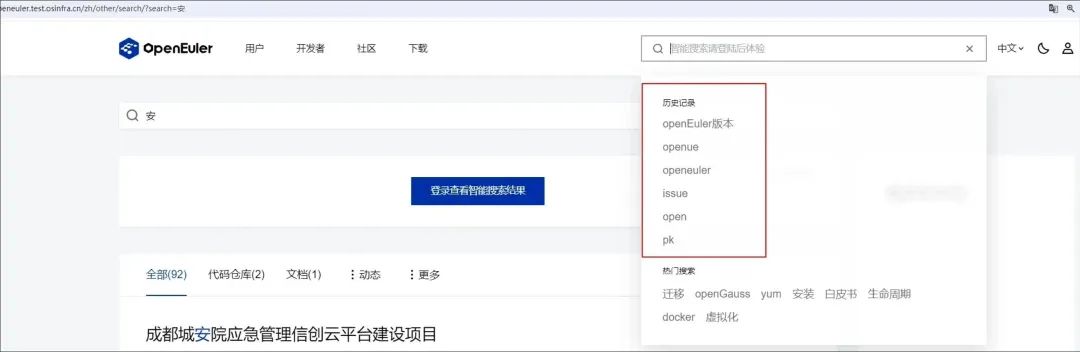 peneuler.test.osinfra.cn/zh/other/search/?search=安
openEuler 用户 开发者 社区 下载 智能搜索请登陆后体验 中文
安
登录查看智能搜索结果
历史记录
openEuler版本
openue
openeuler
issue
open
pk
热门搜索
迁移 openGauss yum 安装 白皮书 生命周期
docker 虚拟化
全部(92) 代码仓库(2) 文档(1) 动态 更多
成都城安院应急管理信创云平台建设项目